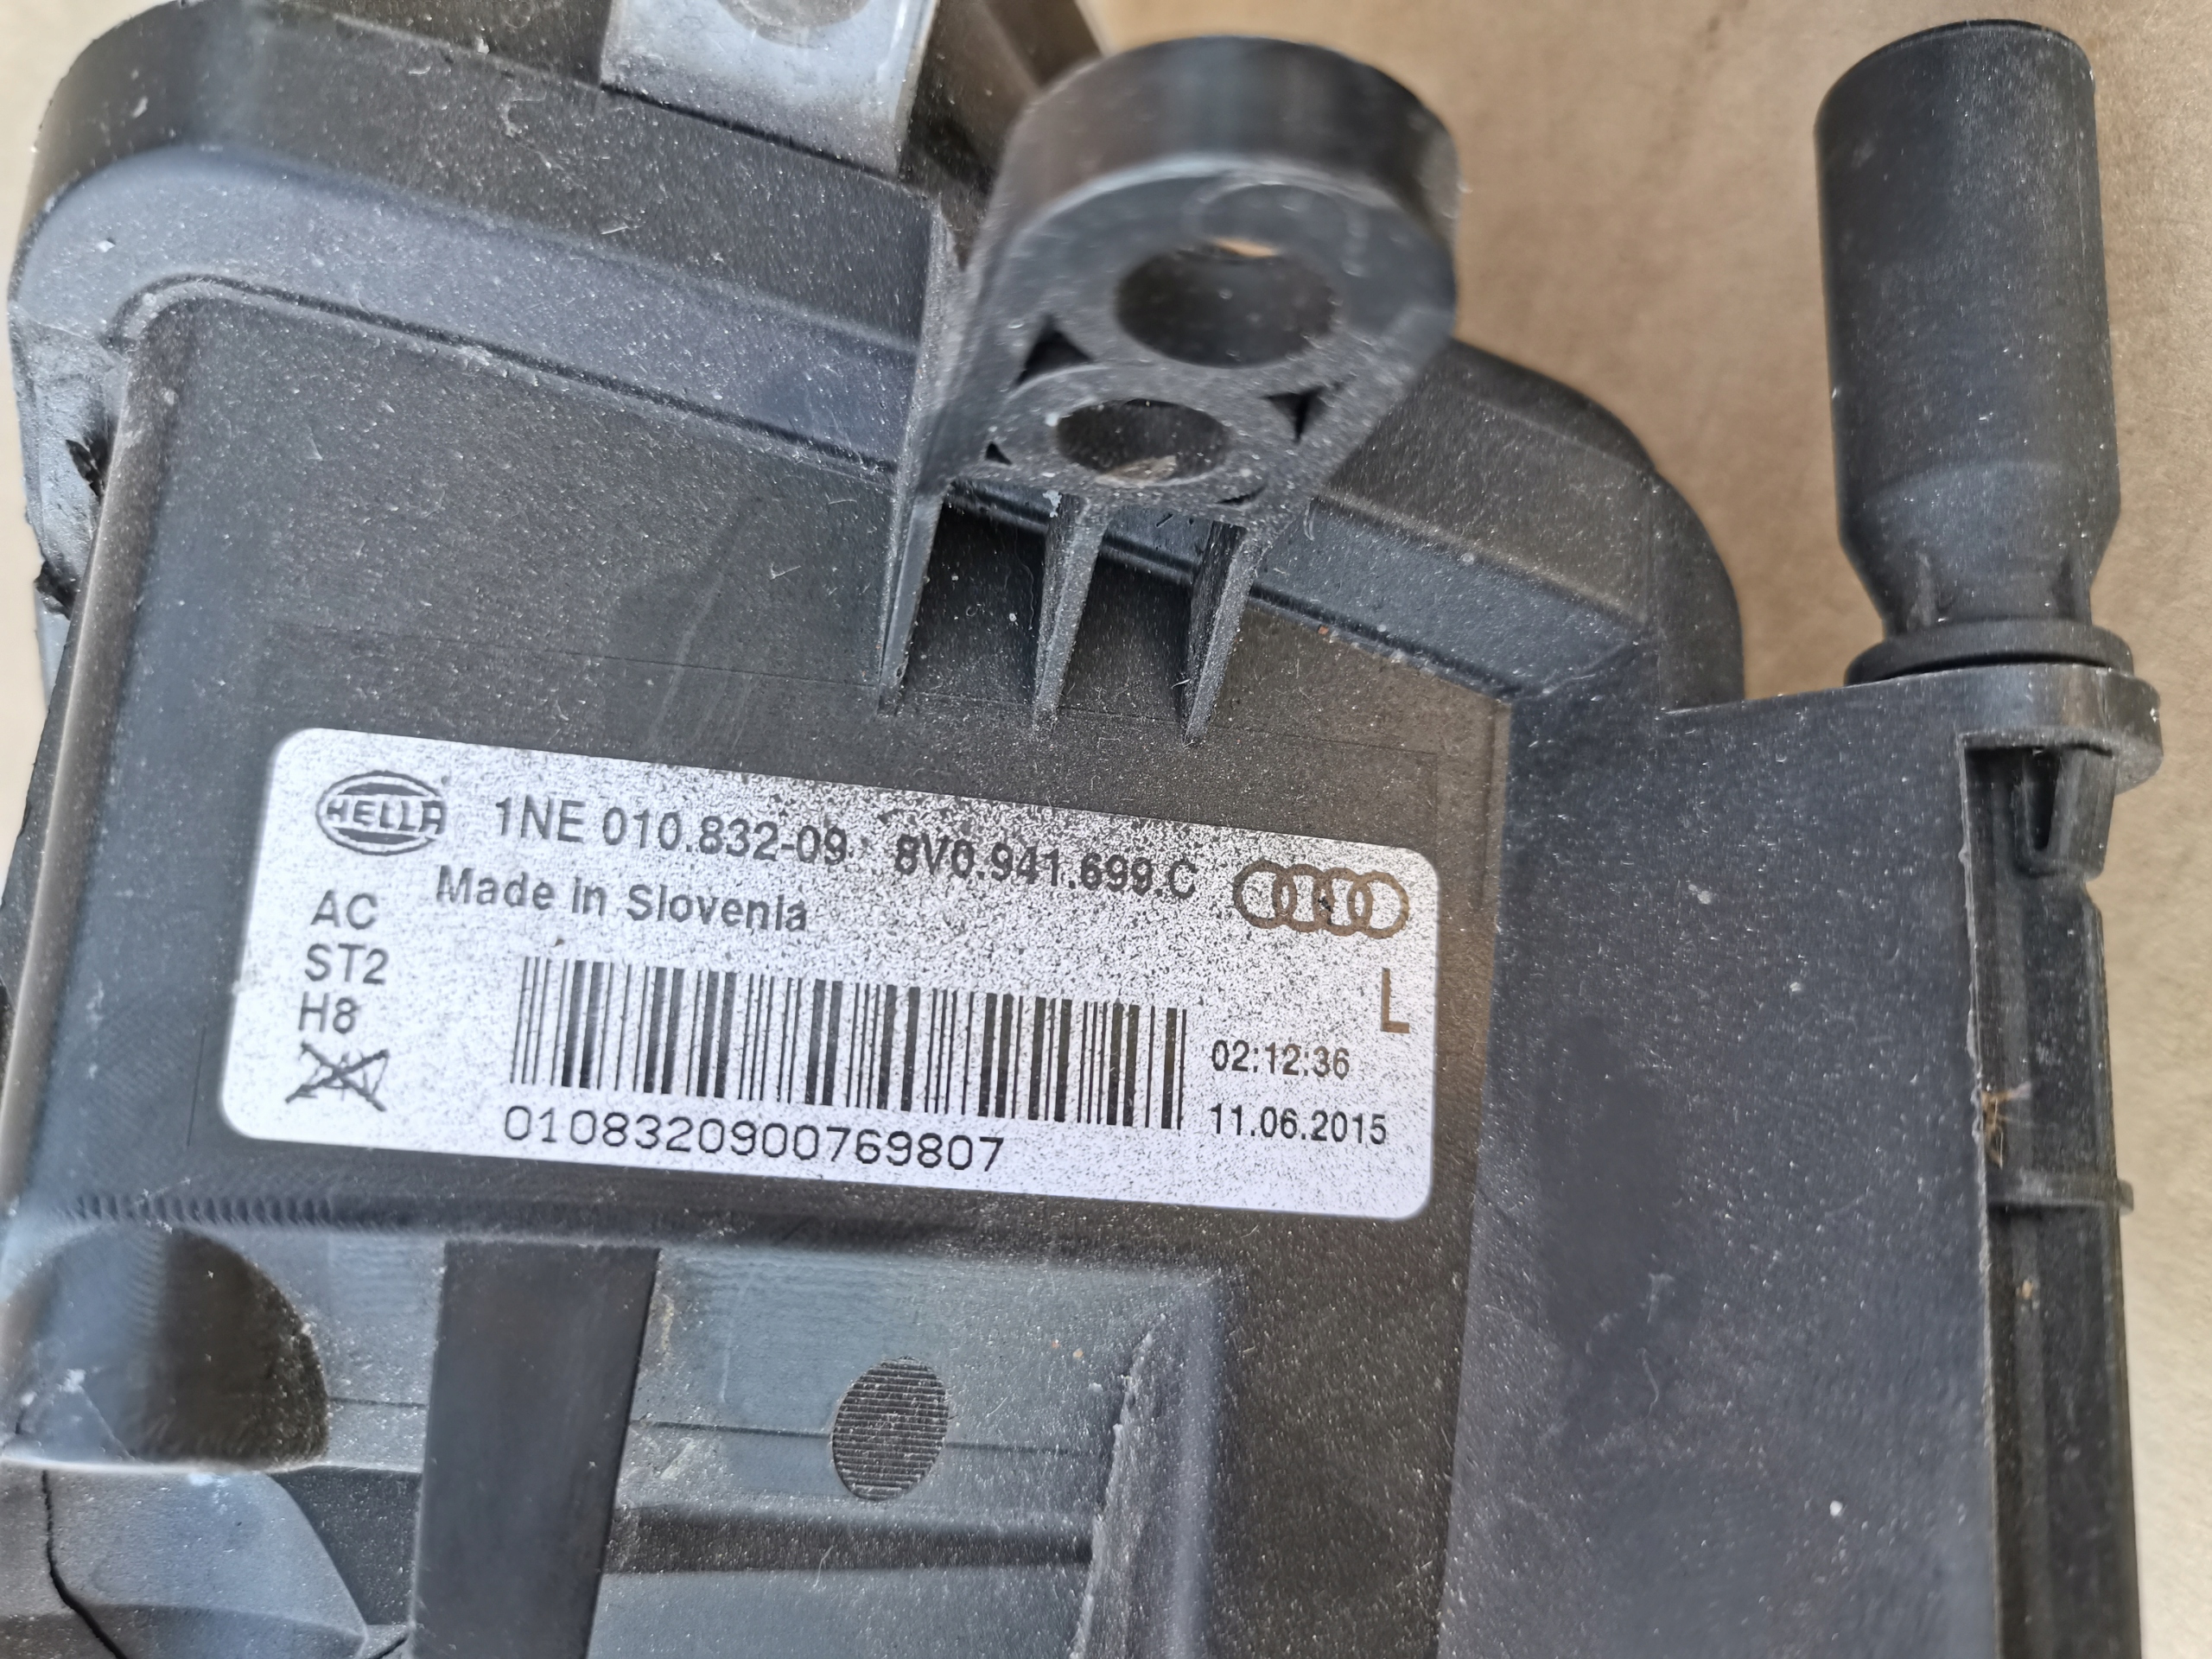 HELLA 1NE 010.832-09 8V0.941.699.C
Made in Slovenia
AC
ST2
L
H8
02:12:36
11.06.2015
0108320900769807